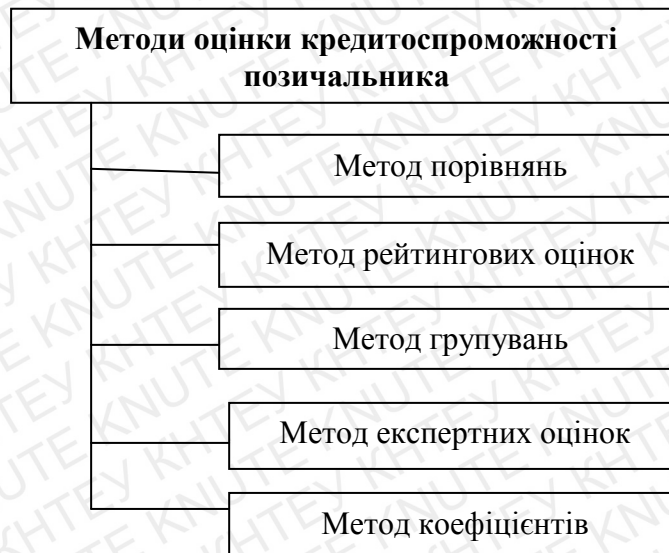 Методи оцінки кредитоспроможності
позичальника
Метод порівнянь
Метод рейтингових оцінок
Метод групувань
Метод експертних оцінок
Метод коефіцієнтів